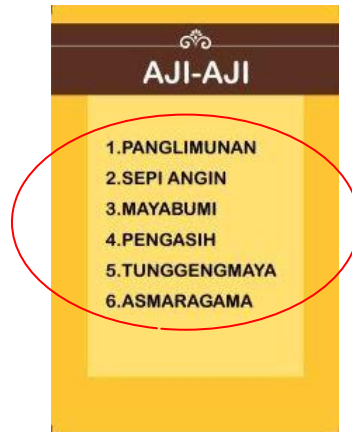 AJI-AJI
1.PANGLIMUNAN
2.SEPI ANGIN
3.MAYABUMI
4.PENGASIH
5.TUNGGENGMAYA
6.ASMARAGAMA